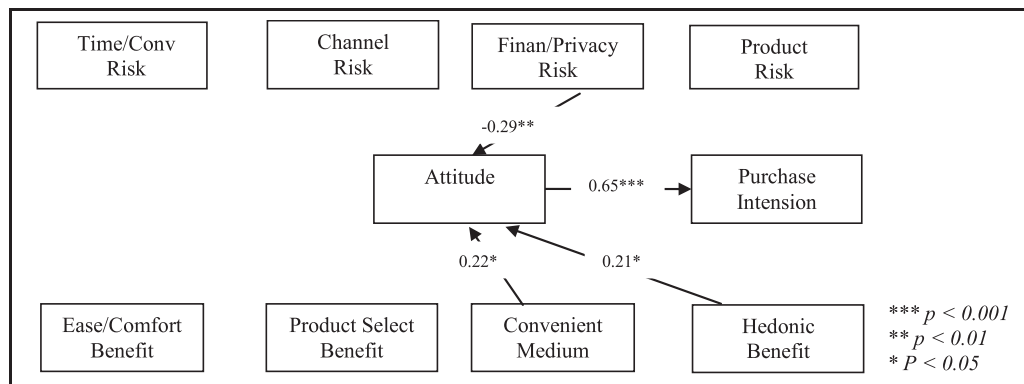 Time/Conv
Risk
Channel
Risk
Finan/Privacy
Risk
Product
Risk
-0.29**
Attitude
0.65***
Purchase
Intension
0.22*
0.21*
Ease/Comfort
Benefit
Product Select
Benefit
Convenient
Medium
Hedonic
Benefit
*** p < 0.001
** p < 0.01
* P < 0.05